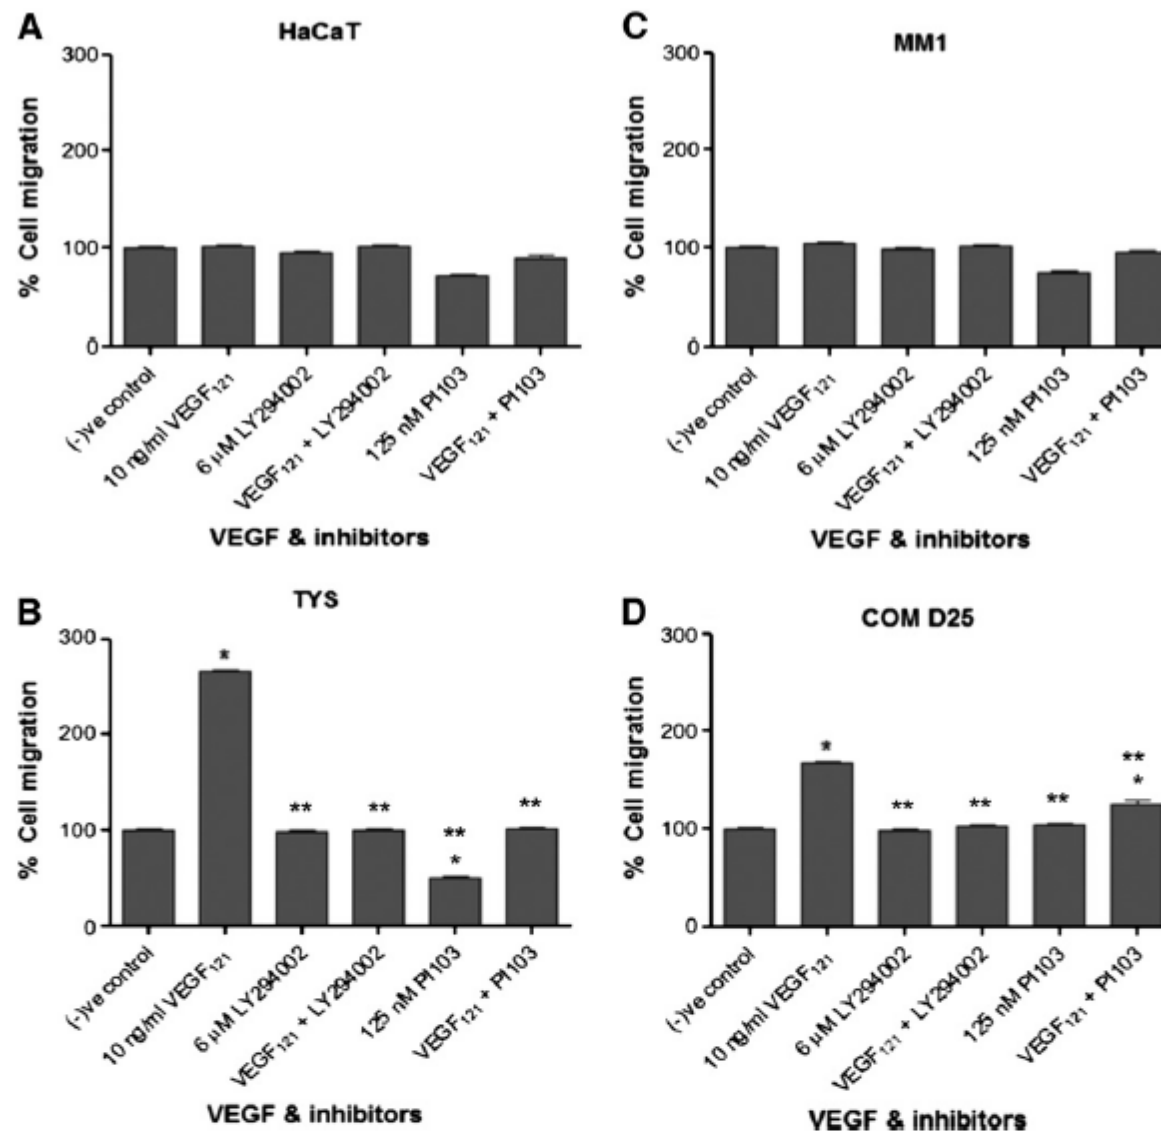 A
HaCaT
300
200
100
0
% Cell migration
(-)ve control
10 ng/ml VEGF₁₂₁
6 µM LY294002
VEGF₁₂₁ + LY294002
125 nM PI103
VEGF₁₂₁ + PI103
VEGF & inhibitors
C
MM1
300
200
100
0
% Cell migration
(-)ve control
10 ng/ml VEGF₁₂₁
6 µM LY294002
VEGF₁₂₁ + LY294002
125 nM PI103
VEGF₁₂₁ + PI103
VEGF & inhibitors
B
TYS
300
200
100
0
% Cell migration
*
**
**
**
*
**
(-)ve control
10 ng/ml VEGF₁₂₁
6 µM LY294002
VEGF₁₂₁ + LY294002
125 nM PI103
VEGF₁₂₁ + PI103
VEGF & inhibitors
D
COM D25
300
200
100
0
% Cell migration
*
**
**
**
**
*
(-)ve control
10 ng/ml VEGF₁₂₁
6 µM LY294002
VEGF₁₂₁ + LY294002
125 nM PI103
VEGF₁₂₁ + PI103
VEGF & inhibitors